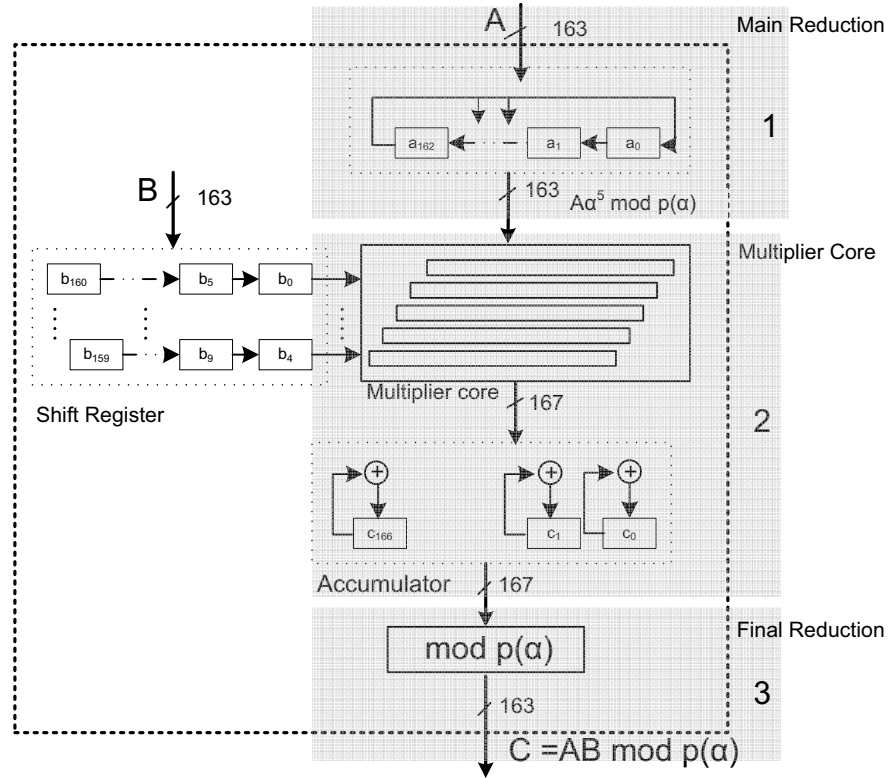 A
163
Main Reduction
1
a162 a1 a0
163
Aα⁵ mod p(α)
B
163
Multiplier Core
b160 b5 b0
b159 b9 b4
Multiplier core
Shift Register
167
2
c166 c1 c0
Accumulator
167
Final Reduction
mod p(α)
3
163
C =AB mod p(α)